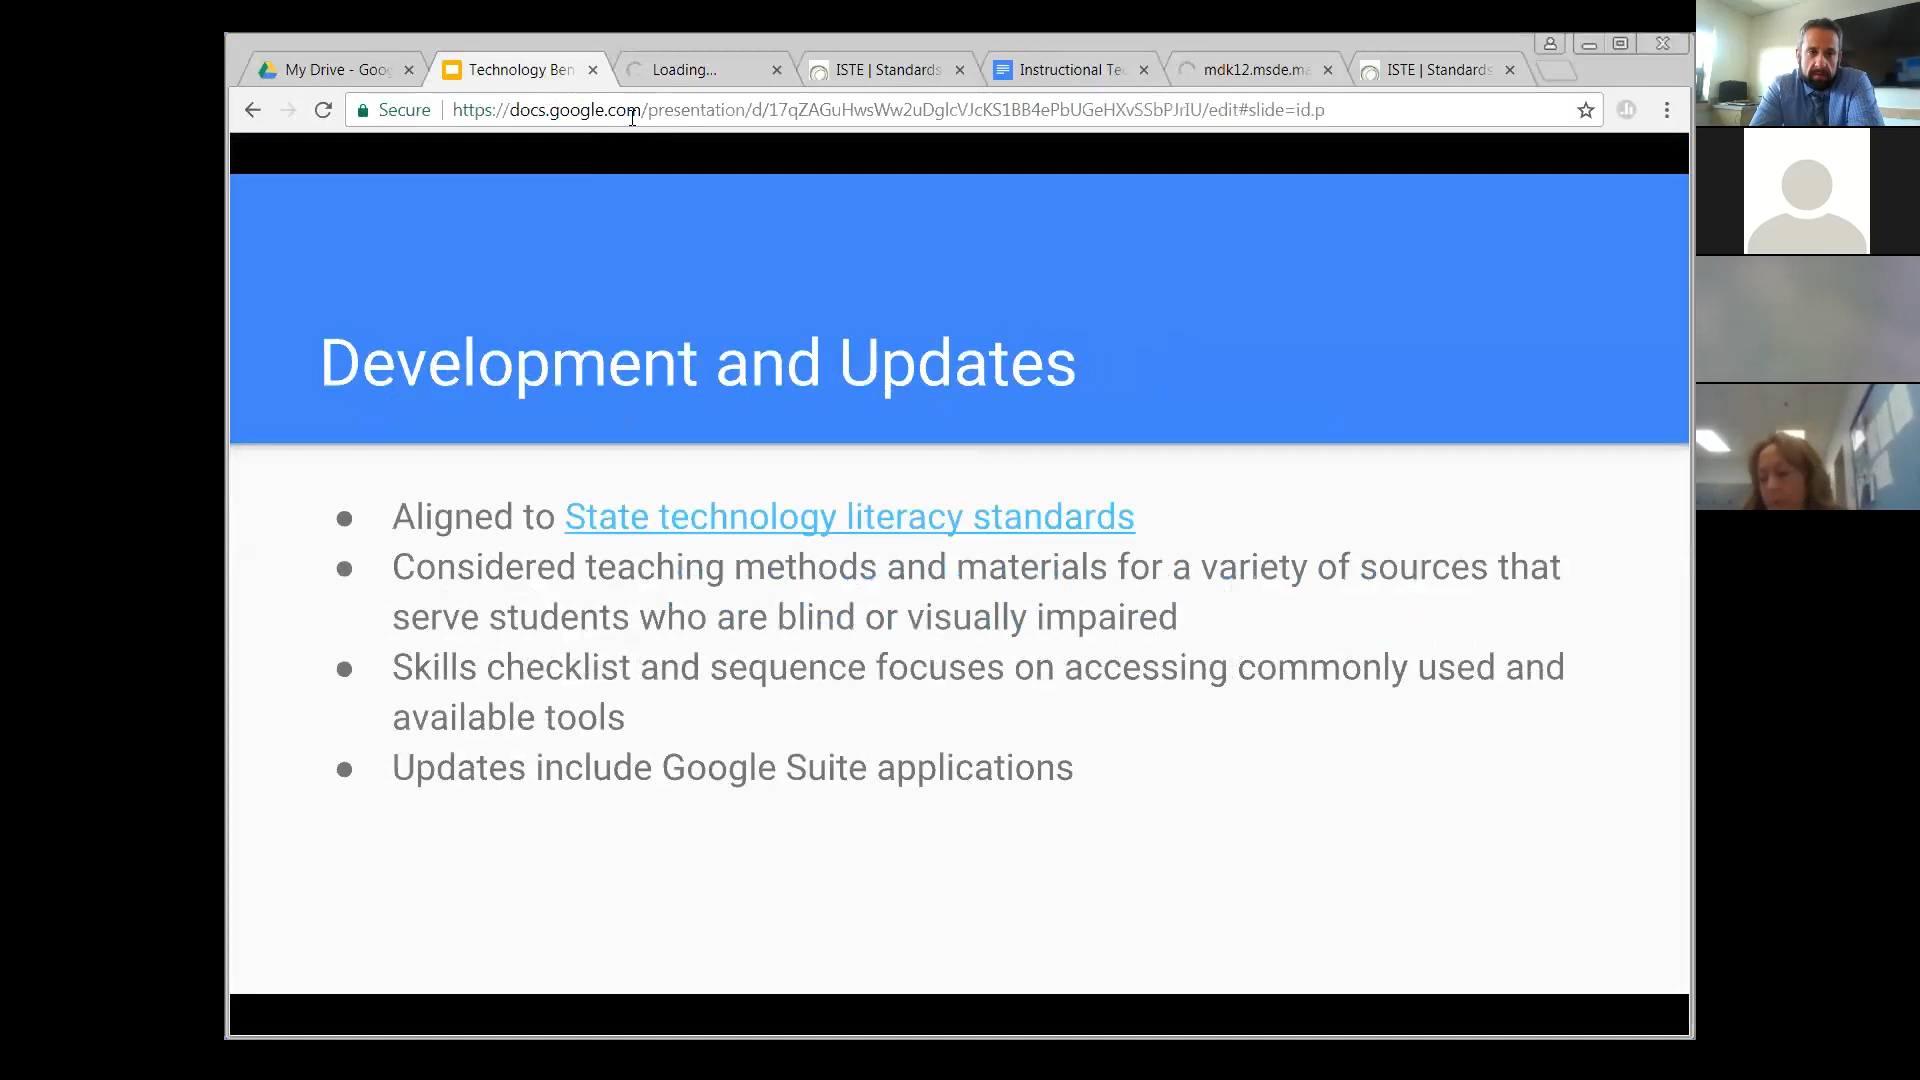 My Drive - Goo
Technology Ben
Loading...
ISTE | Standards
Instructional Te
mdk12.msde.ma
ISTE | Standards
Secure
https://docs.google.com/presentation/d/17qZAGuHwsWw2uDglcVJcKS1BB4ePbUGeHXvSSbPJrIU/edit#slide=id.p
Development and Updates
● Aligned to State technology literacy standards
● Considered teaching methods and materials for a variety of sources that
serve students who are blind or visually impaired
● Skills checklist and sequence focuses on accessing commonly used and
available tools
● Updates include Google Suite applications